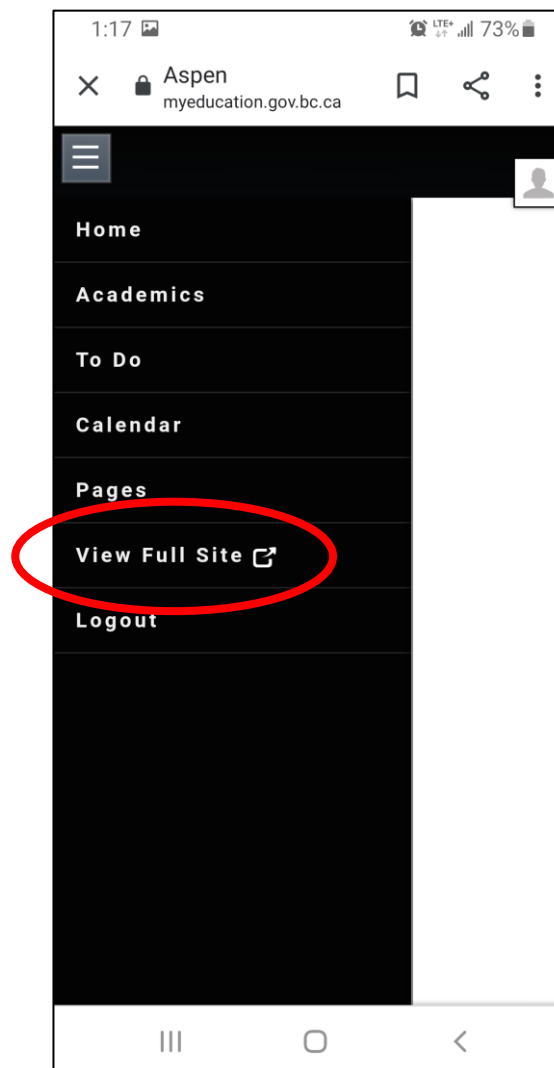 1:17 LTE+ 73%
Aspen
myeducation.gov.bc.ca
Home
Academics
To Do
Calendar
Pages
View Full Site
Logout